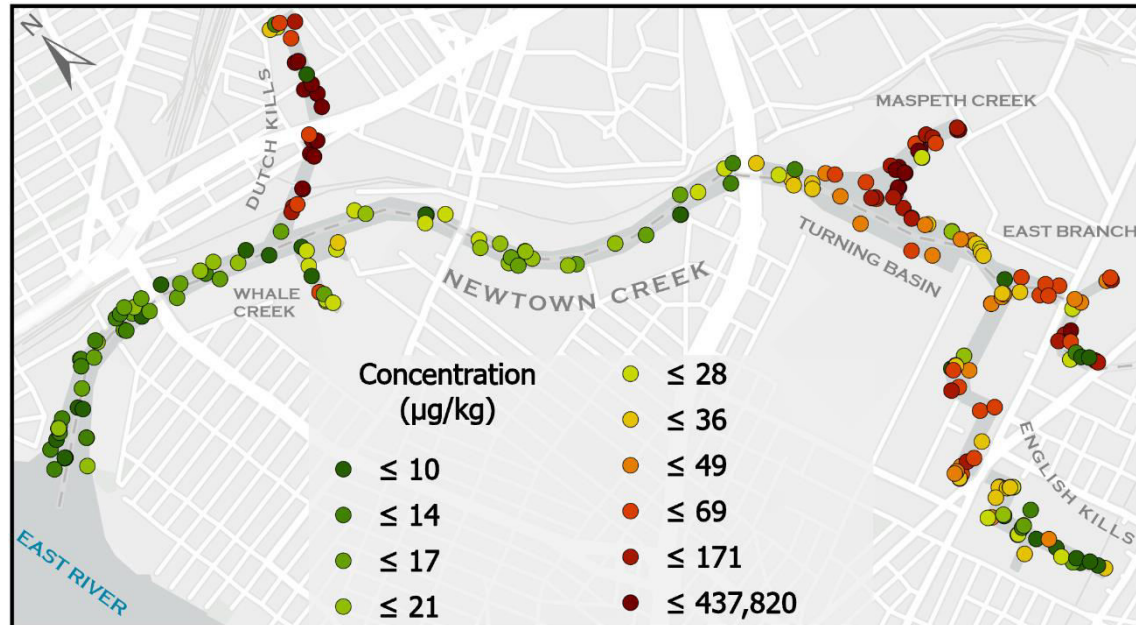 N
DUTCH KILLS
MASPETH CREEK
EAST BRANCH
TURNING BASIN
WHALE
CREEK
NEWTOWN CREEK
ENGLISH KILLS
EAST RIVER
Concentration
(µg/kg)
≤ 10
≤ 14
≤ 17
≤ 21
≤ 28
≤ 36
≤ 49
≤ 69
≤ 171
≤ 437,820